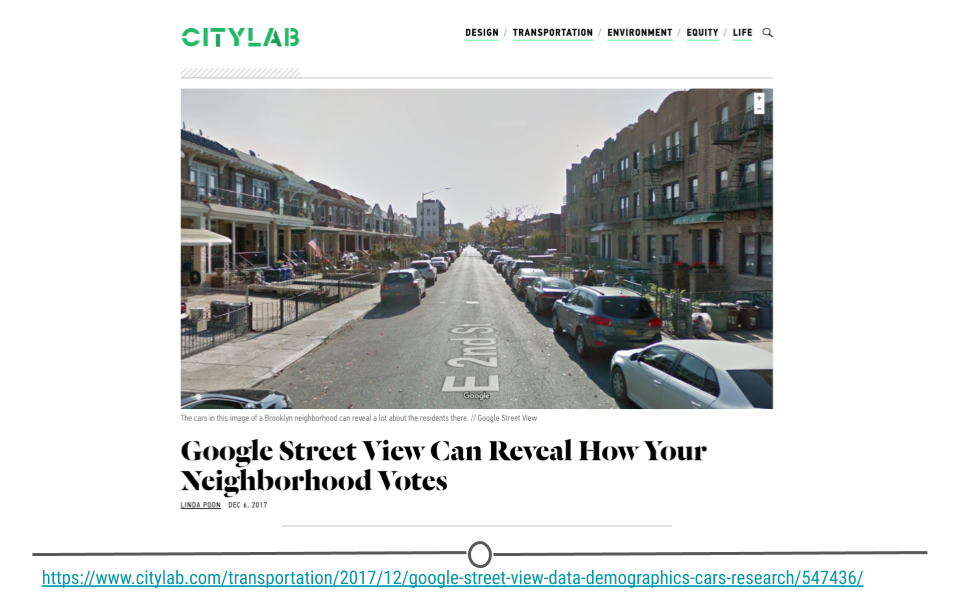 CITYLAB
DESIGN / TRANSPORTATION / ENVIRONMENT / EQUITY / LIFE
+
−
E 2nd St
Google
The cars in this image of a Brooklyn neighborhood can reveal a lot about the residents there. // Google Street View
Google Street View Can Reveal How Your
Neighborhood Votes
LINDA POON DEC 6, 2017
https://www.citylab.com/transportation/2017/12/google-street-view-data-demographics-cars-research/547436/